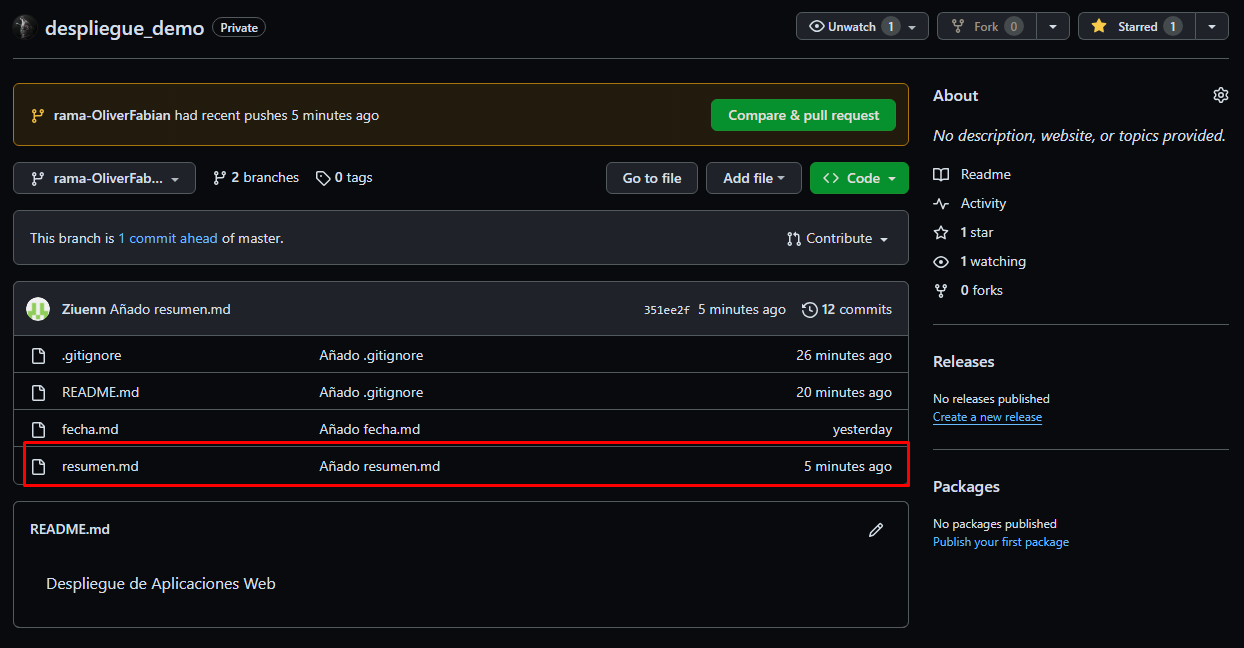 despliegue_demo Private Unwatch 1 Fork 0 Starred 1
rama-OliverFabian had recent pushes 5 minutes ago Compare & pull request
rama-OliverFab... 2 branches 0 tags Go to file Add file Code
This branch is 1 commit ahead of master. Contribute
Ziuenn Añado resumen.md 351ee2f 5 minutes ago 12 commits
.gitignore Añado .gitignore 26 minutes ago
README.md Añado .gitignore 20 minutes ago
fecha.md Añado fecha.md yesterday
resumen.md Añado resumen.md 5 minutes ago
README.md
Despliegue de Aplicaciones Web
About
No description, website, or topics provided.
Readme
Activity
1 star
1 watching
0 forks
Releases
No releases published
Create a new release
Packages
No packages published
Publish your first package